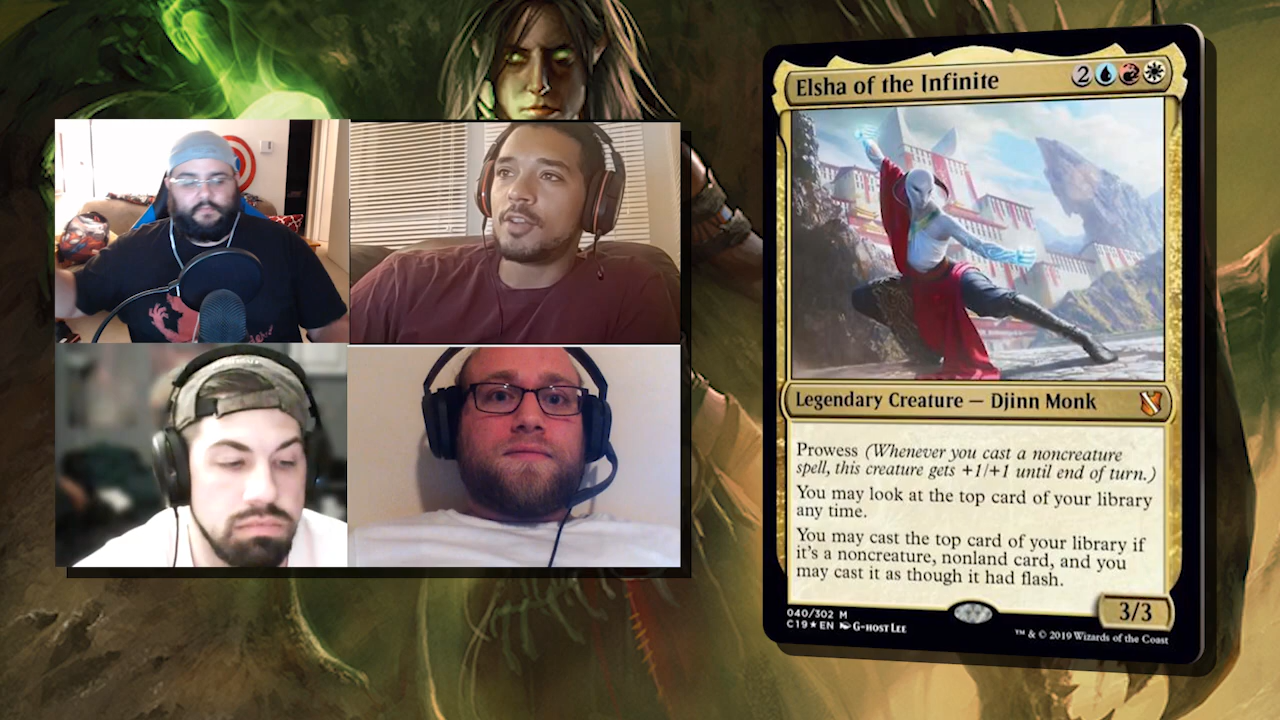 Elsha of the Infinite
2
Legendary Creature — Djinn Monk
Prowess (Whenever you cast a noncreature
spell, this creature gets +1/+1 until end of turn.)
You may look at the top card of your library
any time.
You may cast the top card of your library if
it's a noncreature, nonland card, and you
may cast it as though it had flash.
3/3
040/302 M
C19★EN G-HOST LEE
™ & © 2019 Wizards of the Coast